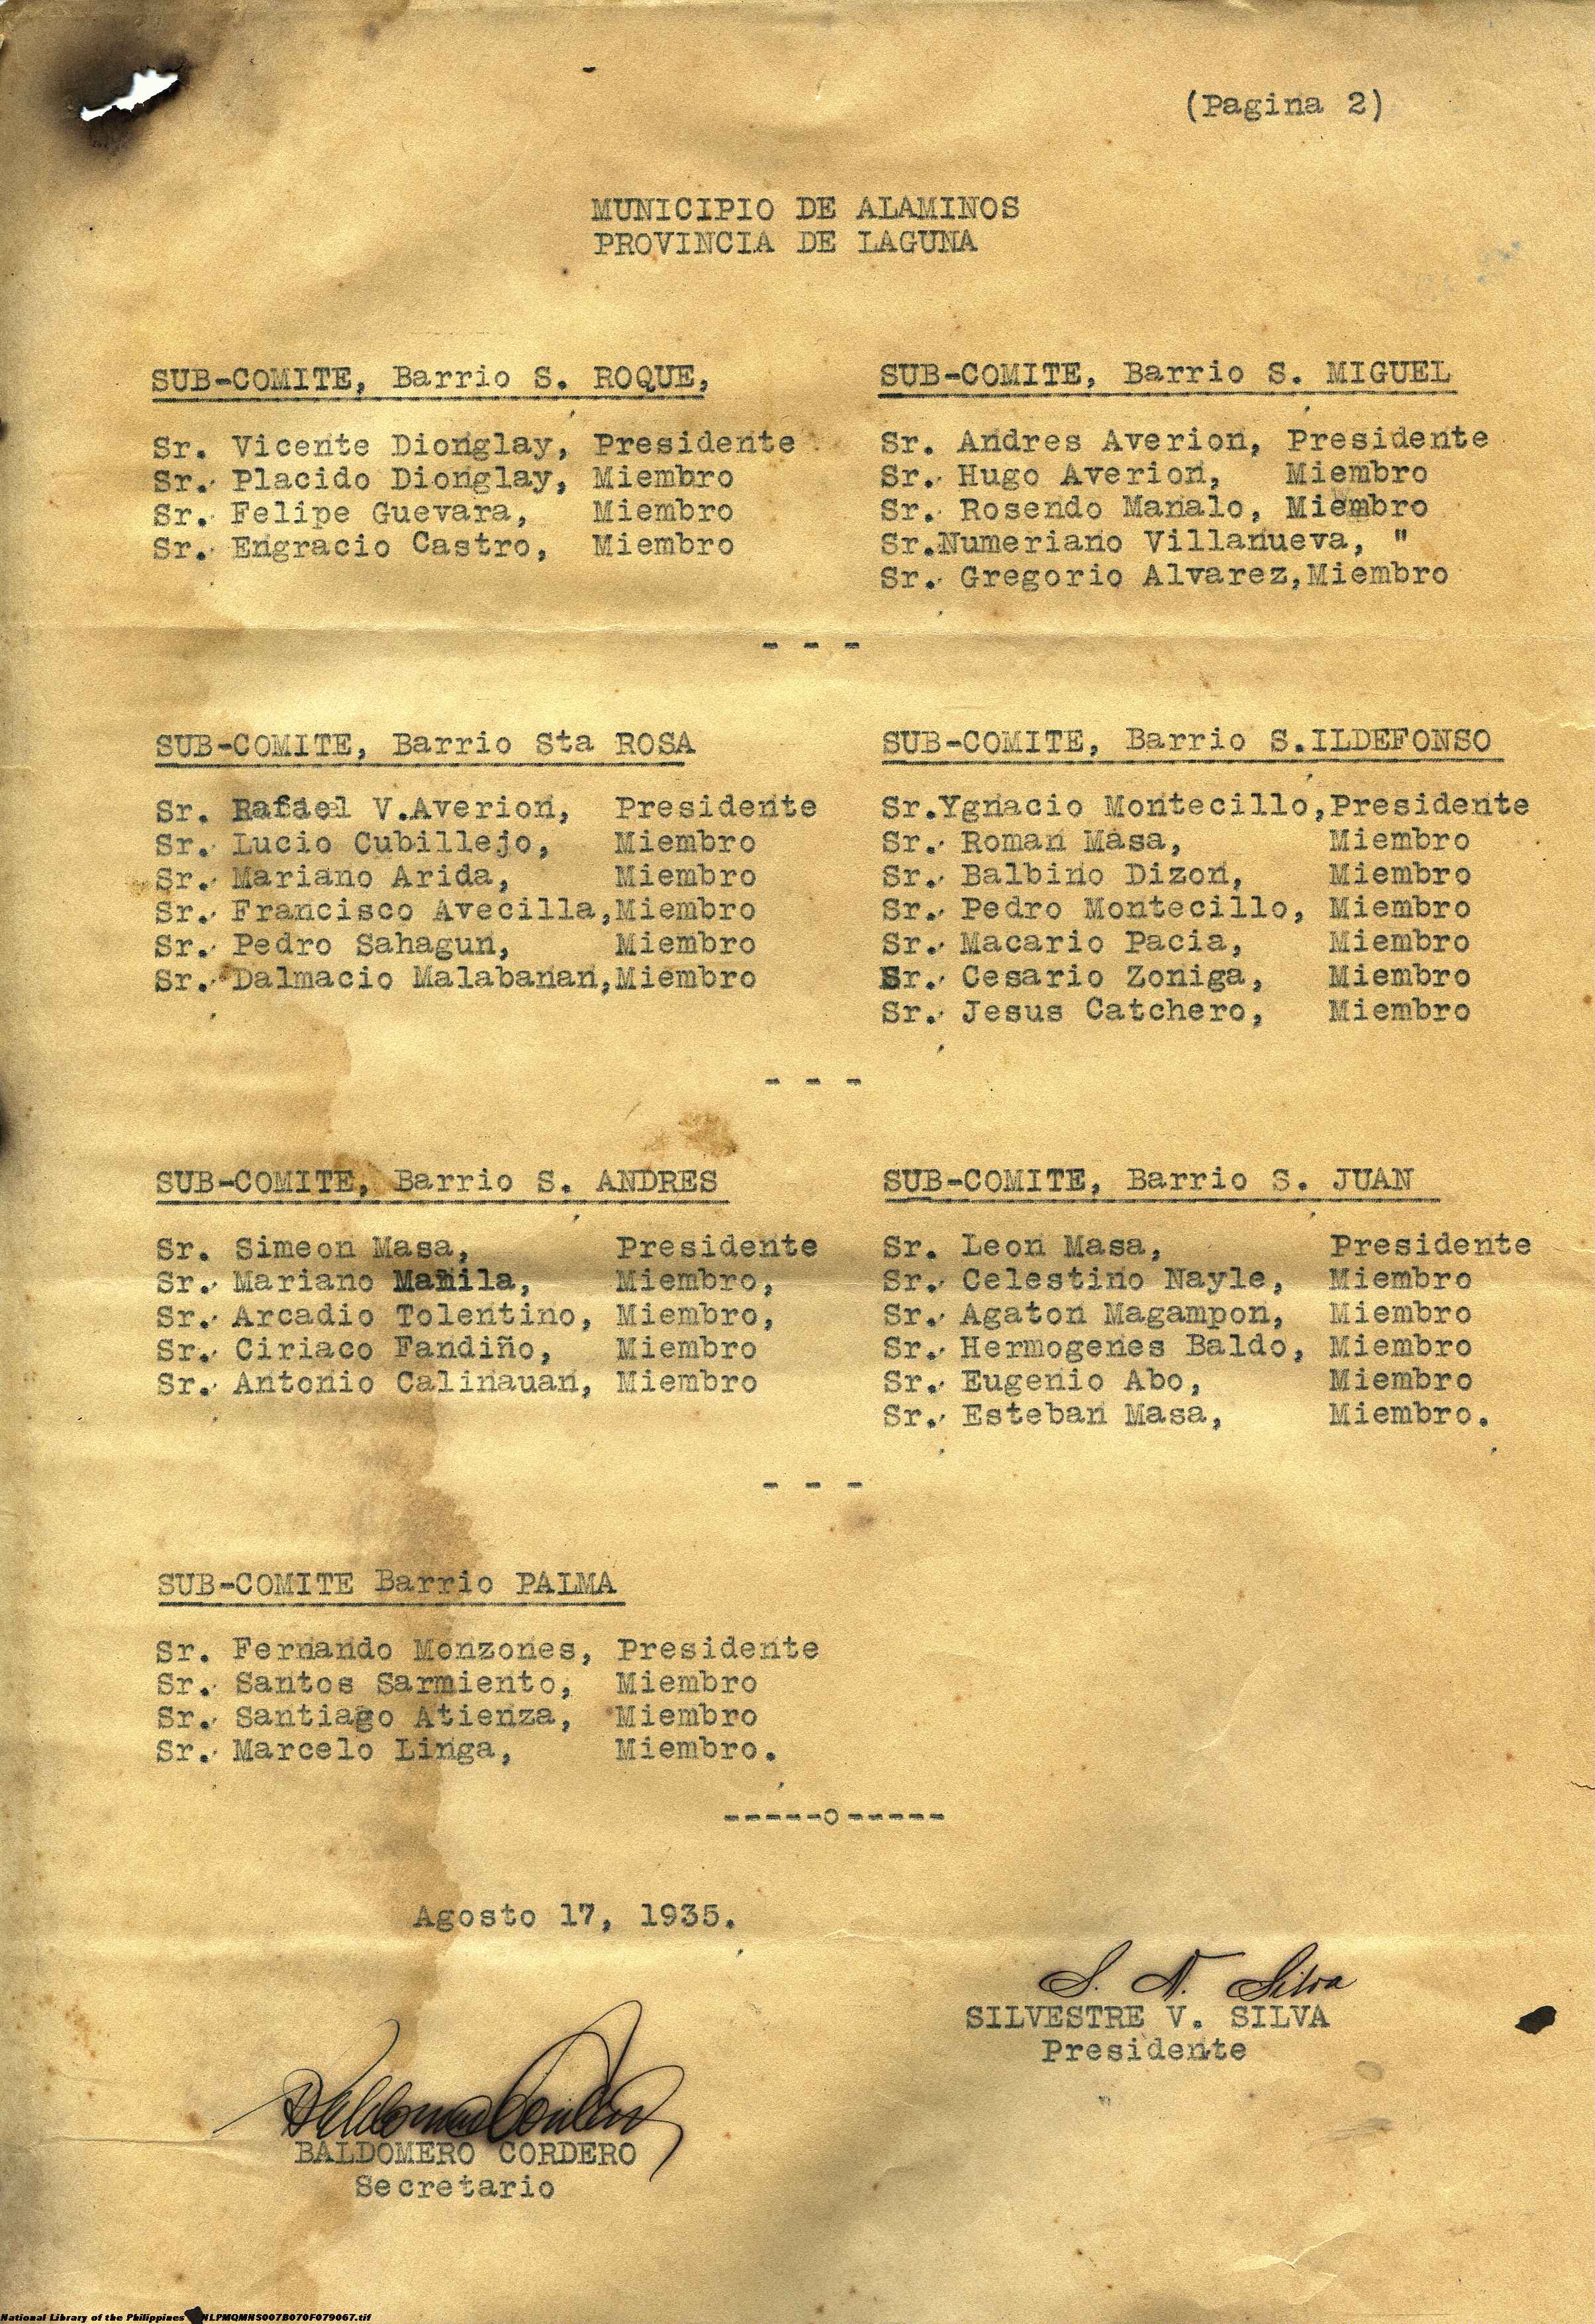 (Pagina 2)
MUNICIPIO DE ALAMINOS
PROVINCIA DE LAGUNA
SUB-COMITE, Barrio S. ROQUE,
Sr. Vicente Dionglay, Presidente
Sr. Placido Dionglay, Miembro
Sr. Felipe Guevara, Miembro
Sr. Engracio Castro, Miembro
SUB-COMITE, Barrio S. MIGUEL
Sr. Andres Averion, Presidente
Sr. Hugo Averion, Miembro
Sr. Rosendo Manalo, Miembro
Sr.Numeriano Villanueva, "
Sr. Gregorio Alvarez,Miembro
- - -
SUB-COMITE, Barrio Sta ROSA
Sr. Rafael V.Averion, Presidente
Sr. Lucio Cubillejo, Miembro
Sr. Mariano Arida, Miembro
Sr. Francisco Avecilla,Miembro
Sr. Pedro Sahagun, Miembro
Sr. Dalmacio Malabanan,Miembro
SUB-COMITE, Barrio S.ILDEFONSO
Sr.Ygnacio Montecillo,Presidente
Sr. Roman Masa, Miembro
Sr. Balbino Dizon, Miembro
Sr. Pedro Montecillo, Miembro
Sr. Macario Pacia, Miembro
Sr. Cesario Zoniga, Miembro
Sr. Jesus Catchero, Miembro
- - -
SUB-COMITE, Barrio S. ANDRES
Sr. Simeon Masa, Presidente
Sr. Mariano Mañila, Miembro,
Sr. Arcadio Tolentino, Miembro,
Sr. Ciriaco Fandiño, Miembro
Sr. Antonio Calinauan, Miembro
SUB-COMITE, Barrio S. JUAN
Sr. Leon Masa, Presidente
Sr. Celestino Nayle, Miembro
Sr. Agaton Magampon, Miembro
Sr. Hermogenes Baldo, Miembro
Sr. Eugenio Abo, Miembro
Sr. Esteban Masa, Miembro.
- - -
SUB-COMITE Barrio PALMA
Sr. Fernando Monzones, Presidente
Sr. Santos Sarmiento, Miembro
Sr. Santiago Atienza, Miembro
Sr. Marcelo Linga, Miembro.
-----o-----
Agosto 17, 1935.
S. V. Silva
SILVESTRE V. SILVA
Presidente
Baldomero Cordero
BALDOMERO CORDERO
Secretario
National Library of the Philippines NLPMQMNS007B070F079067.tif